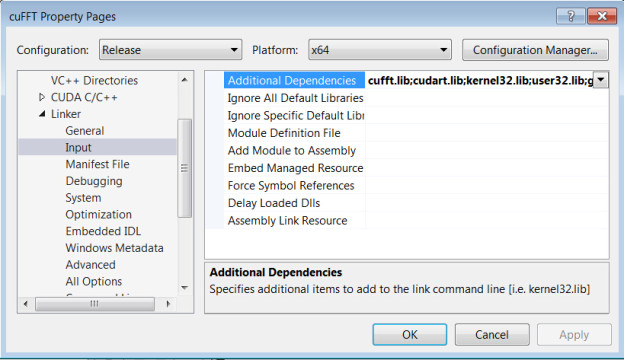 cuFFT Property Pages
Configuration: Release Platform: x64 Configuration Manager...
VC++ Directories
CUDA C/C++
Linker
General
Input
Manifest File
Debugging
System
Optimization
Embedded IDL
Windows Metadata
Advanced
All Options
Additional Dependencies cufft.lib;cudart.lib;kernel32.lib;user32.lib;g
Ignore All Default Libraries
Ignore Specific Default Libr
Module Definition File
Add Module to Assembly
Embed Managed Resource
Force Symbol References
Delay Loaded Dlls
Assembly Link Resource
Additional Dependencies
Specifies additional items to add to the link command line [i.e. kernel32.lib]
OK Cancel Apply